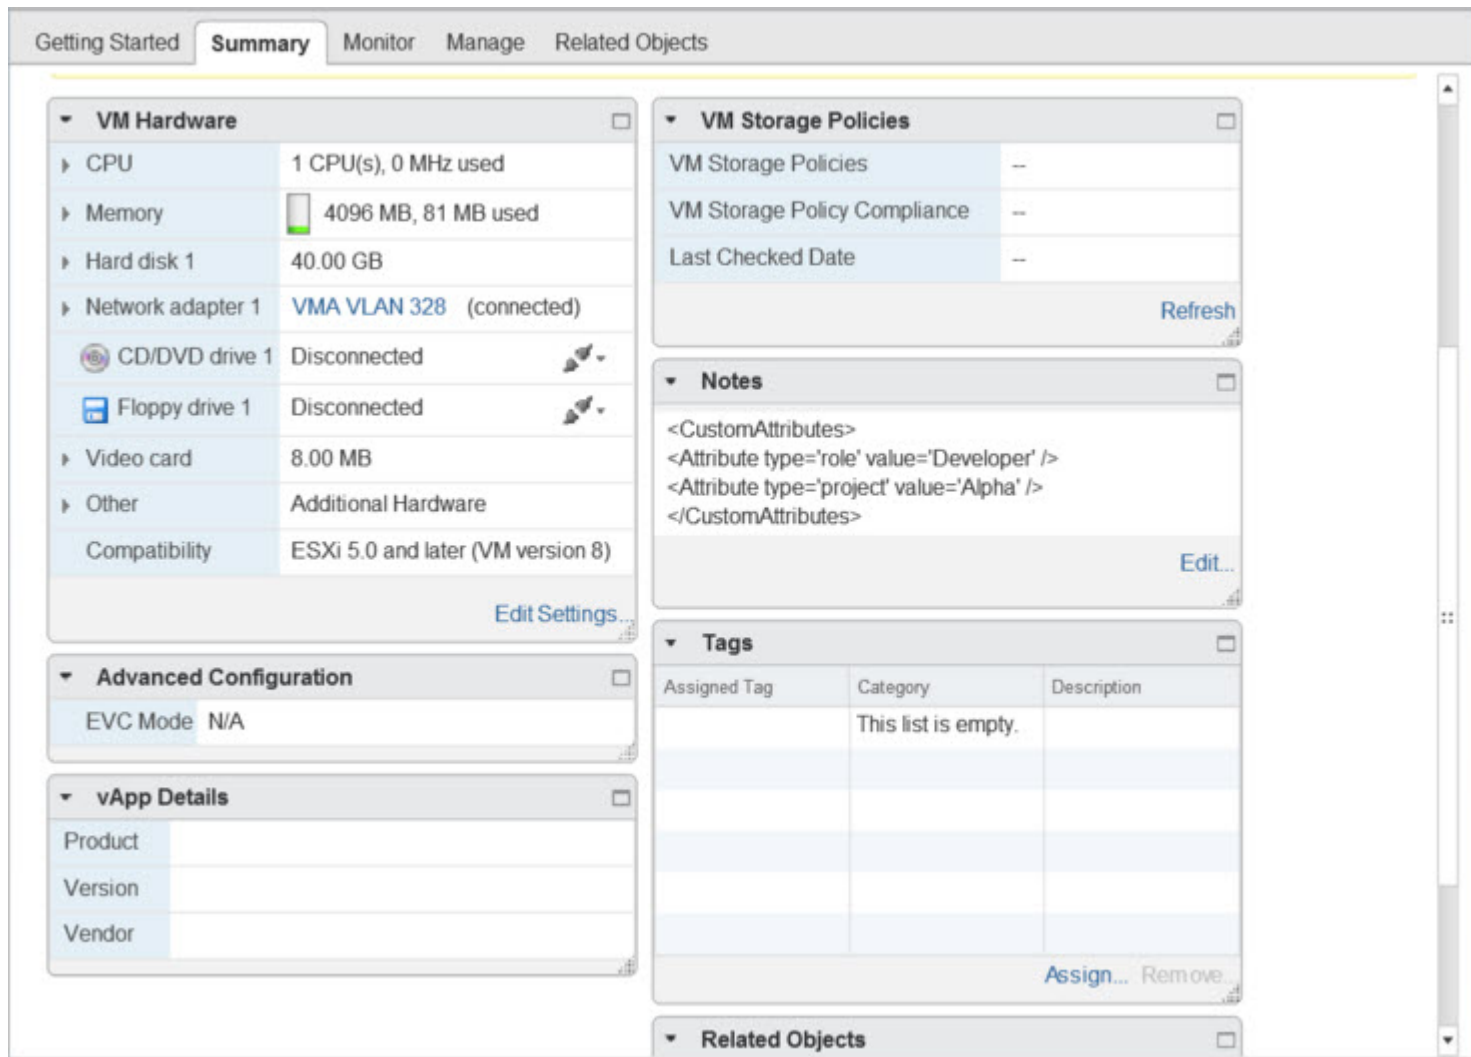 Getting Started Summary Monitor Manage Related Objects
VM Hardware
CPU 1 CPU(s), 0 MHz used
Memory 4096 MB, 81 MB used
Hard disk 1 40.00 GB
Network adapter 1 VMA VLAN 328 (connected)
CD/DVD drive 1 Disconnected
Floppy drive 1 Disconnected
Video card 8.00 MB
Other Additional Hardware
Compatibility ESXi 5.0 and later (VM version 8)
Edit Settings...
Advanced Configuration
EVC Mode N/A
vApp Details
Product
Version
Vendor
VM Storage Policies
VM Storage Policies --
VM Storage Policy Compliance --
Last Checked Date --
Refresh
Notes
<CustomAttributes>
<Attribute type='role' value='Developer' />
<Attribute type='project' value='Alpha' />
</CustomAttributes>
Edit...
Tags
Assigned Tag Category Description
This list is empty.
Assign... Remove...
Related Objects